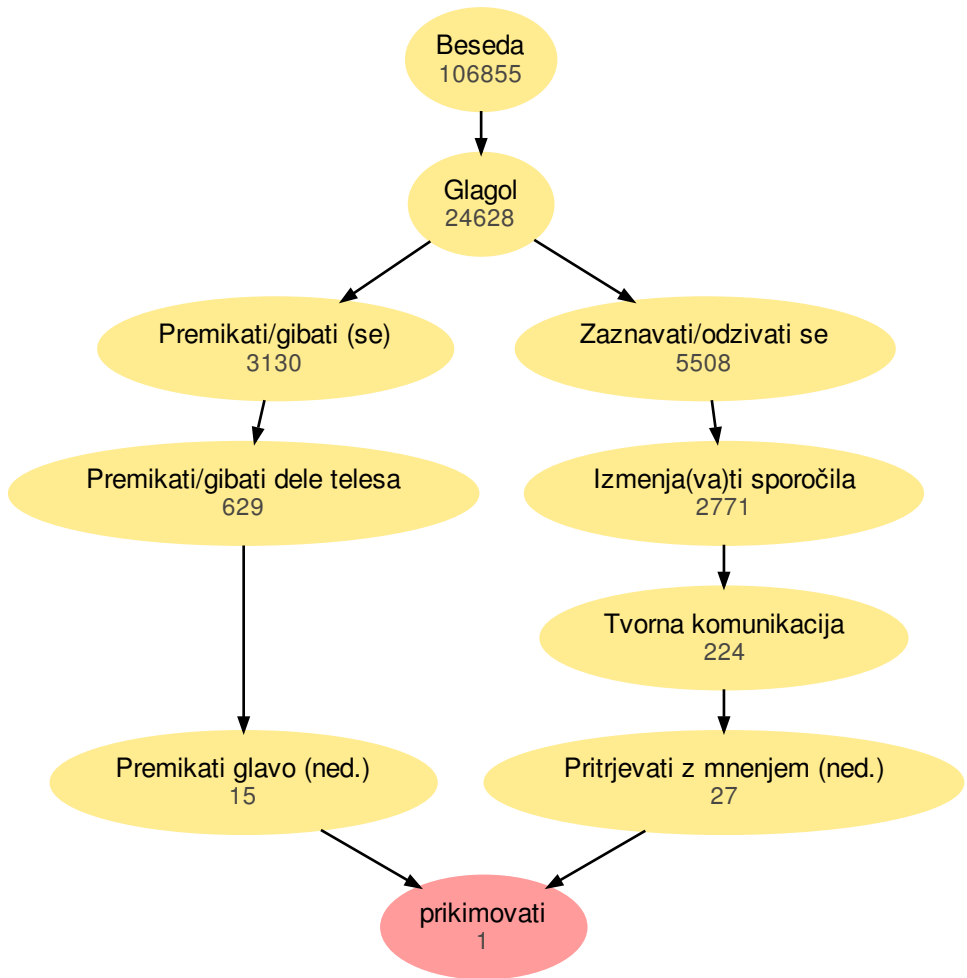 Beseda
106855
Glagol
24628
Premikati/gibati (se)
3130
Zaznavati/odzivati se
5508
Premikati/gibati dele telesa
629
Izmenja(va)ti sporočila
2771
Tvorna komunikacija
224
Premikati glavo (ned.)
15
Pritrjevati z mnenjem (ned.)
27
prikimovati
1